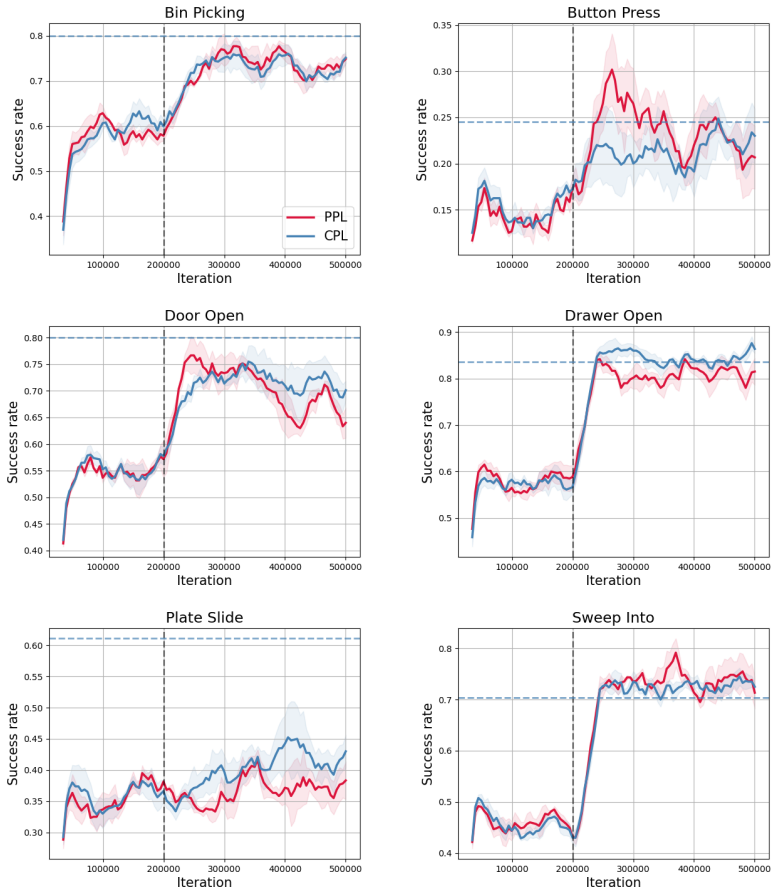 Bin Picking
Success rate
0.8
0.7
0.6
0.5
0.4
PPL
CPL
100000 200000 300000 400000 500000
Iteration
Button Press
Success rate
0.35
0.30
0.25
0.20
0.15
100000 200000 300000 400000 500000
Iteration
Door Open
Success rate
0.80
0.75
0.70
0.65
0.60
0.55
0.50
0.45
0.40
100000 200000 300000 400000 500000
Iteration
Drawer Open
Success rate
0.9
0.8
0.7
0.6
0.5
100000 200000 300000 400000 500000
Iteration
Plate Slide
Success rate
0.60
0.55
0.50
0.45
0.40
0.35
0.30
100000 200000 300000 400000 500000
Iteration
Sweep Into
Success rate
0.8
0.7
0.6
0.5
0.4
100000 200000 300000 400000 500000
Iteration